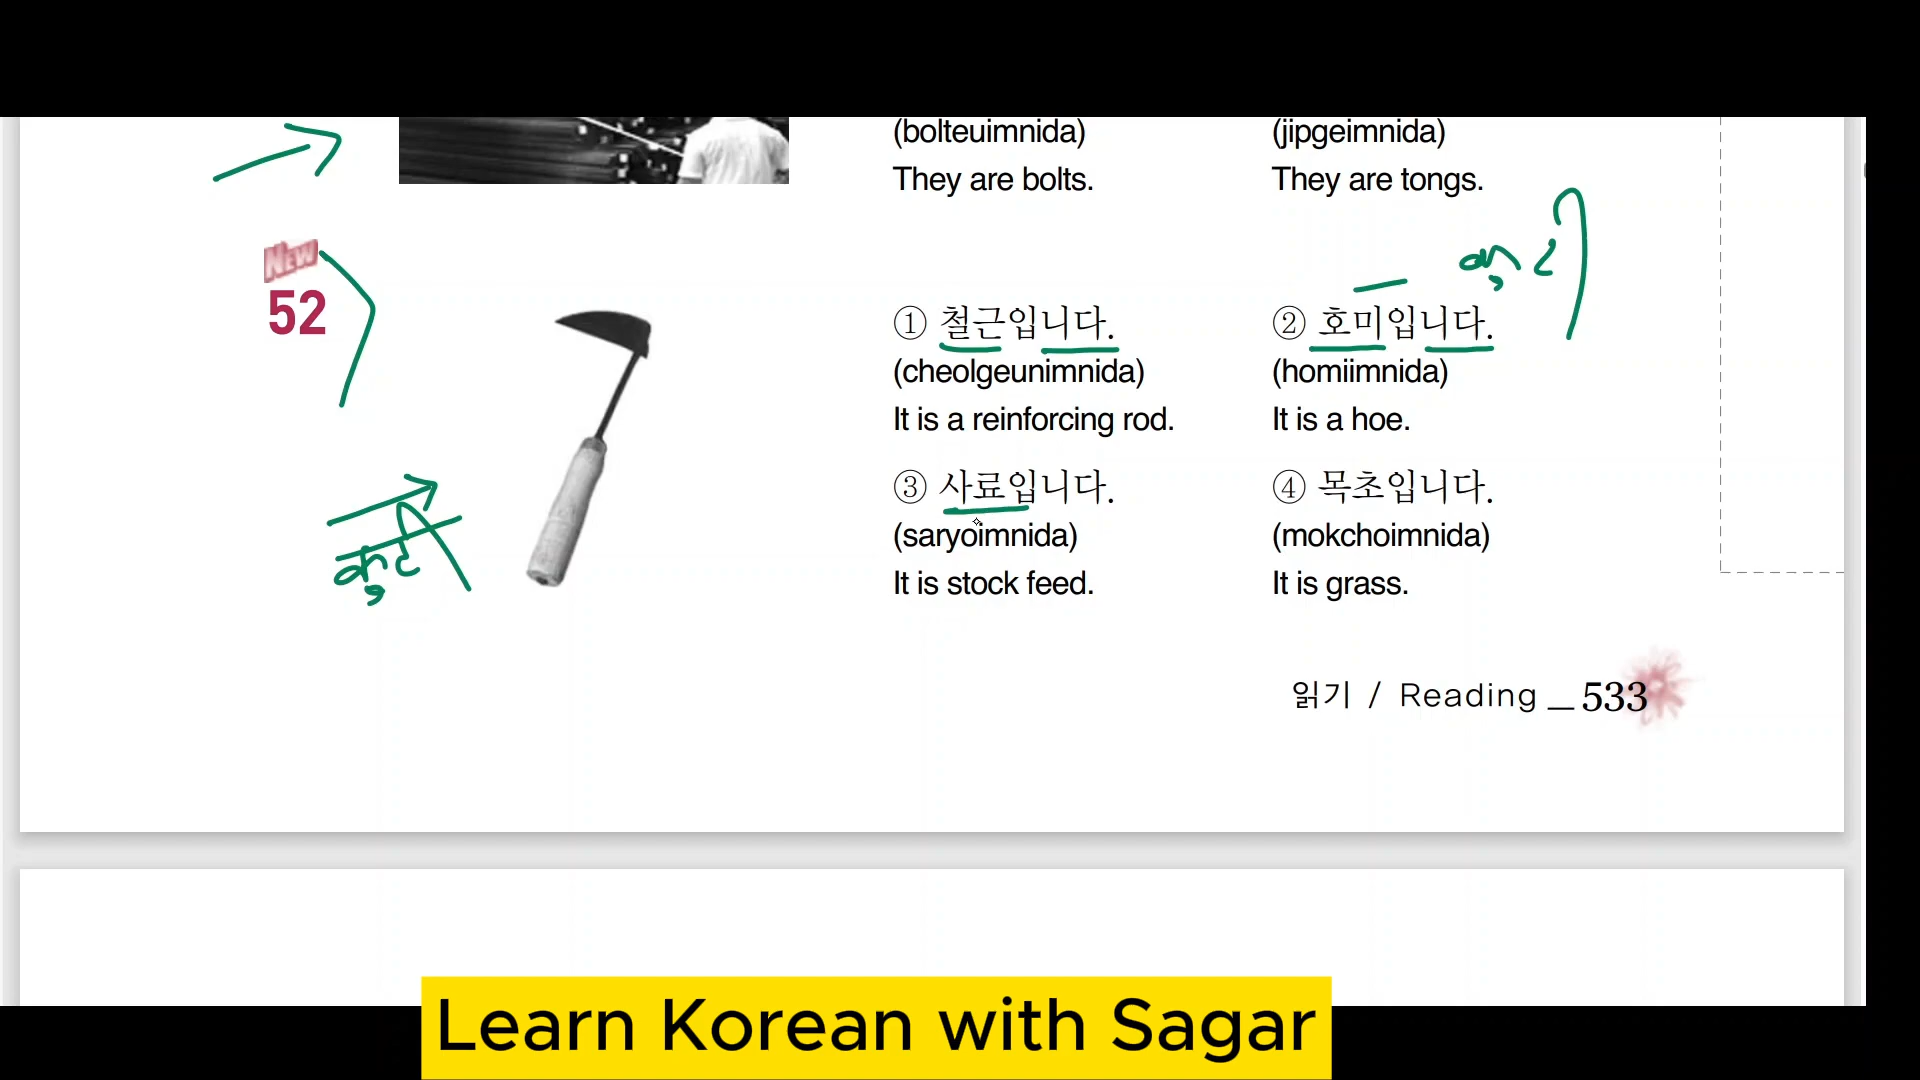 (bolteuimnida)
They are bolts.
(jipgeimnida)
They are tongs.
NEW
52
① 철근입니다.
(cheolgeunimnida)
It is a reinforcing rod.
② 호미입니다.
(homiimnida)
It is a hoe.
③ 사료입니다.
(saryoimnida)
It is stock feed.
④ 목초입니다.
(mokchoimnida)
It is grass.
읽기 / Reading _ 533
Learn Korean with Sagar